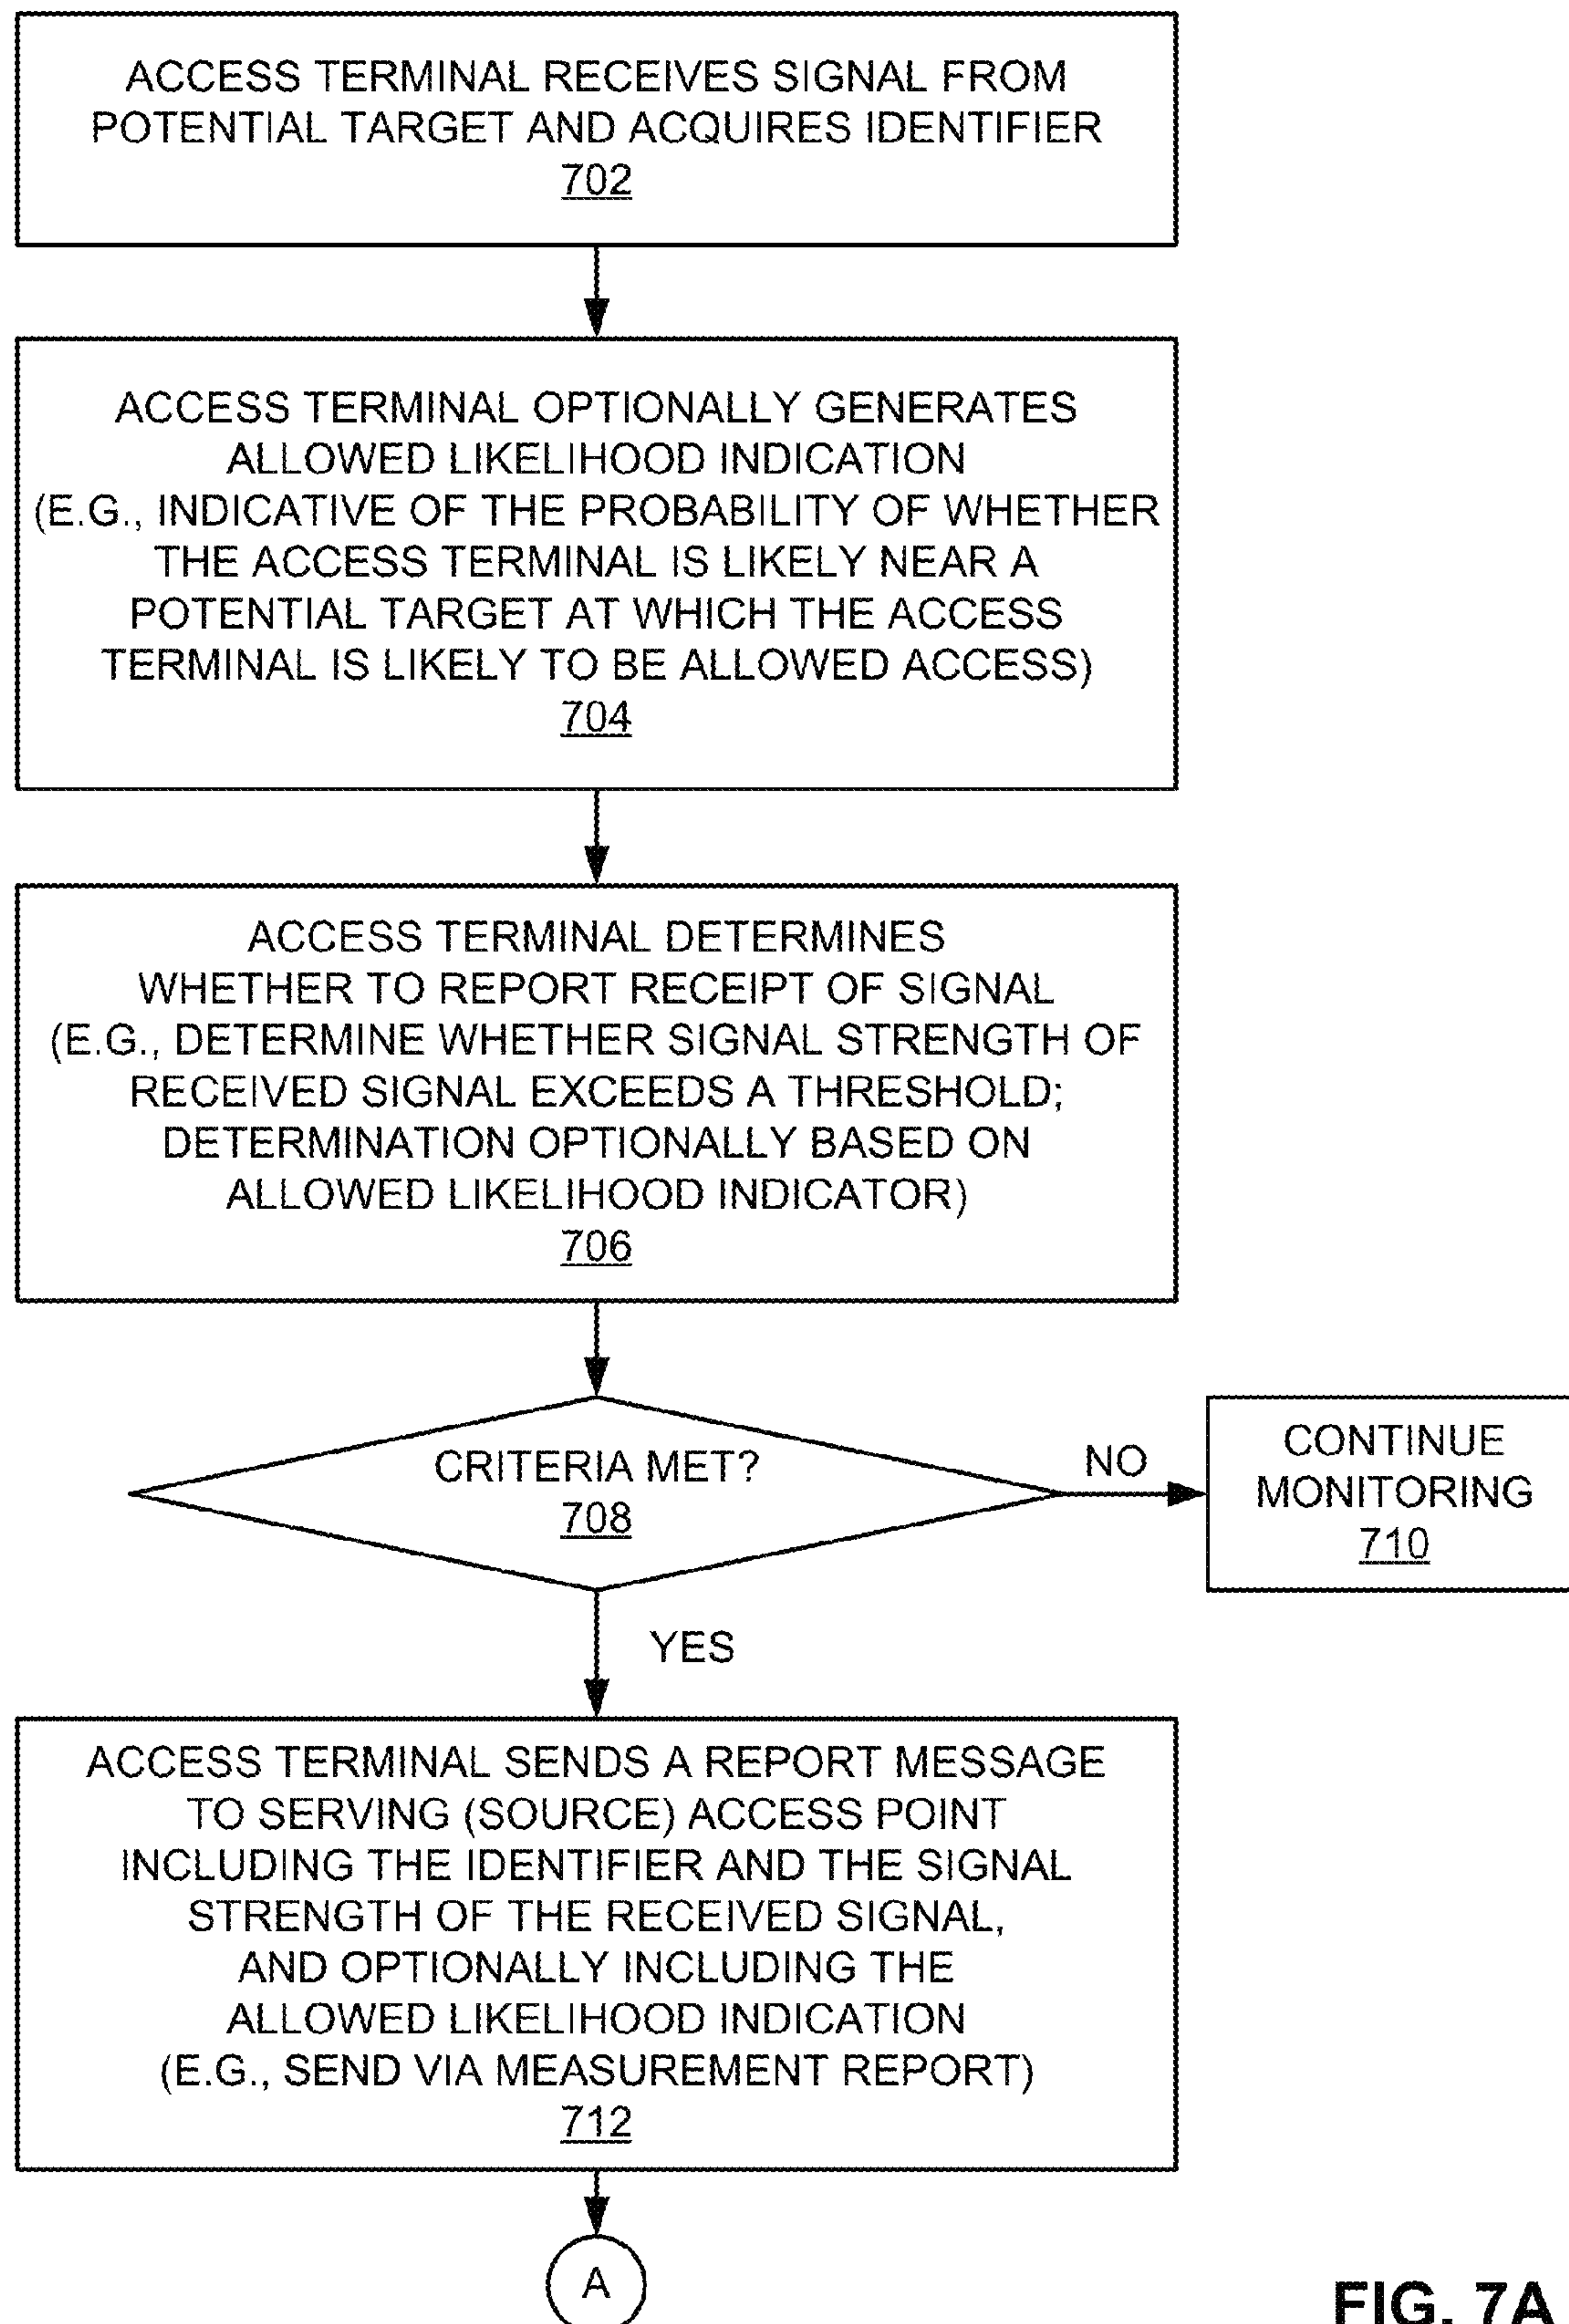 ACCESS TERMINAL RECEIVES SIGNAL FROM
POTENTIAL TARGET AND ACQUIRES IDENTIFIER
702
ACCESS TERMINAL OPTIONALLY GENERATES
ALLOWED LIKELIHOOD INDICATION
(E.G., INDICATIVE OF THE PROBABILITY OF WHETHER
THE ACCESS TERMINAL IS LIKELY NEAR A
POTENTIAL TARGET AT WHICH THE ACCESS
TERMINAL IS LIKELY TO BE ALLOWED ACCESS)
704
ACCESS TERMINAL DETERMINES
WHETHER TO REPORT RECEIPT OF SIGNAL
(E.G., DETERMINE WHETHER SIGNAL STRENGTH OF
RECEIVED SIGNAL EXCEEDS A THRESHOLD;
DETERMINATION OPTIONALLY BASED ON
ALLOWED LIKELIHOOD INDICATOR)
706
CRITERIA MET?
708
NO
CONTINUE
MONITORING
710
YES
ACCESS TERMINAL SENDS A REPORT MESSAGE
TO SERVING (SOURCE) ACCESS POINT
INCLUDING THE IDENTIFIER AND THE SIGNAL
STRENGTH OF THE RECEIVED SIGNAL,
AND OPTIONALLY INCLUDING THE
ALLOWED LIKELIHOOD INDICATION
(E.G., SEND VIA MEASUREMENT REPORT)
712
A
FIG. 7A